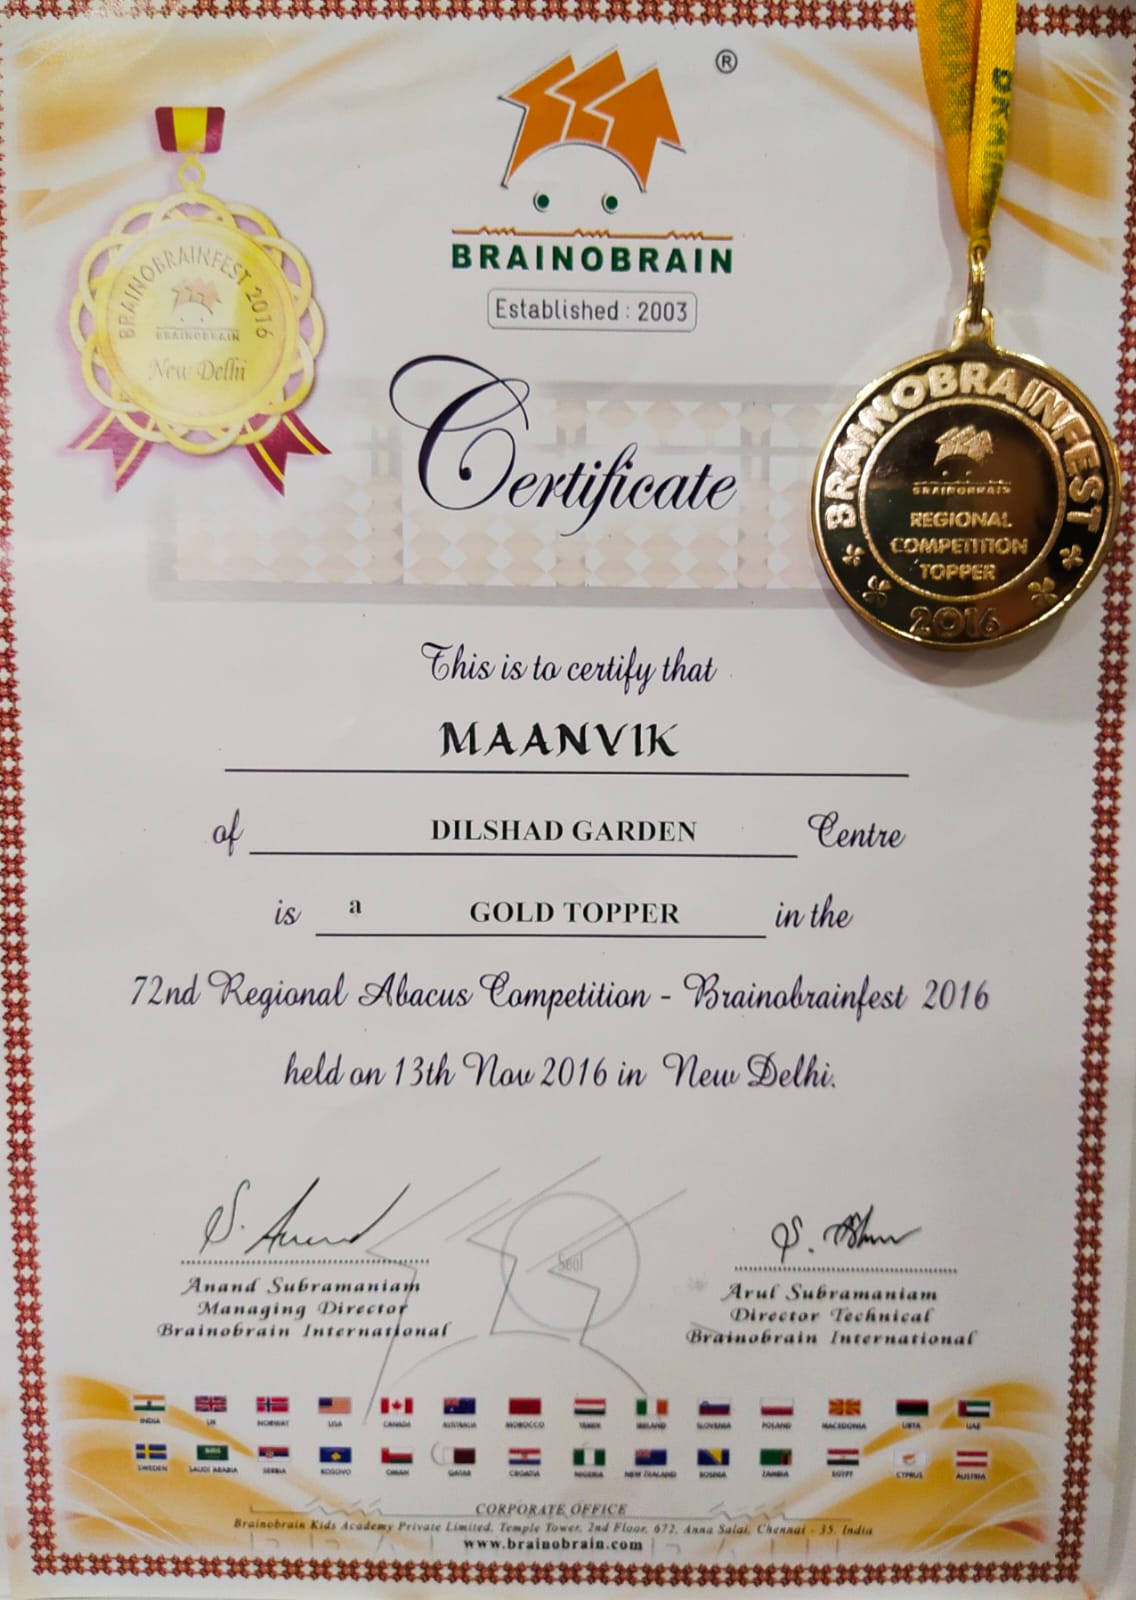 ®
BRAINOBRAIN
Established : 2003
BRAINOBRAINFEST 2016
BRAINOBRAIN
New Delhi
Certificate
BRAINOBRAINFEST
BRAINOBRAIN
REGIONAL
COMPETITION
TOPPER
2016
This is to certify that
MAANVIK
of DILSHAD GARDEN Centre
is a GOLD TOPPER in the
72nd Regional Abacus Competition - Brainobrainfest 2016
held on 13th Nov 2016 in New Delhi.
Seal
Anand Subramaniam
Managing Director
Brainobrain International
Arul Subramaniam
Director Technical
Brainobrain International
INDIA UK NORWAY USA CANADA AUSTRALIA MOROCCO YEMEN IRELAND SLOVENIA POLAND MACEDONIA LIBYA UAE
SWEDEN SAUDI ARABIA SERBIA KOSOVO OMAN QATAR CROATIA NIGERIA NEW ZEALAND BOSNIA ZAMBIA EGYPT CYPRUS AUSTRIA
CORPORATE OFFICE
Brainobrain Kids Academy Private Limited, Temple Tower, 2nd Floor, 672, Anna Salai, Chennai - 35, India
www.brainobrain.com